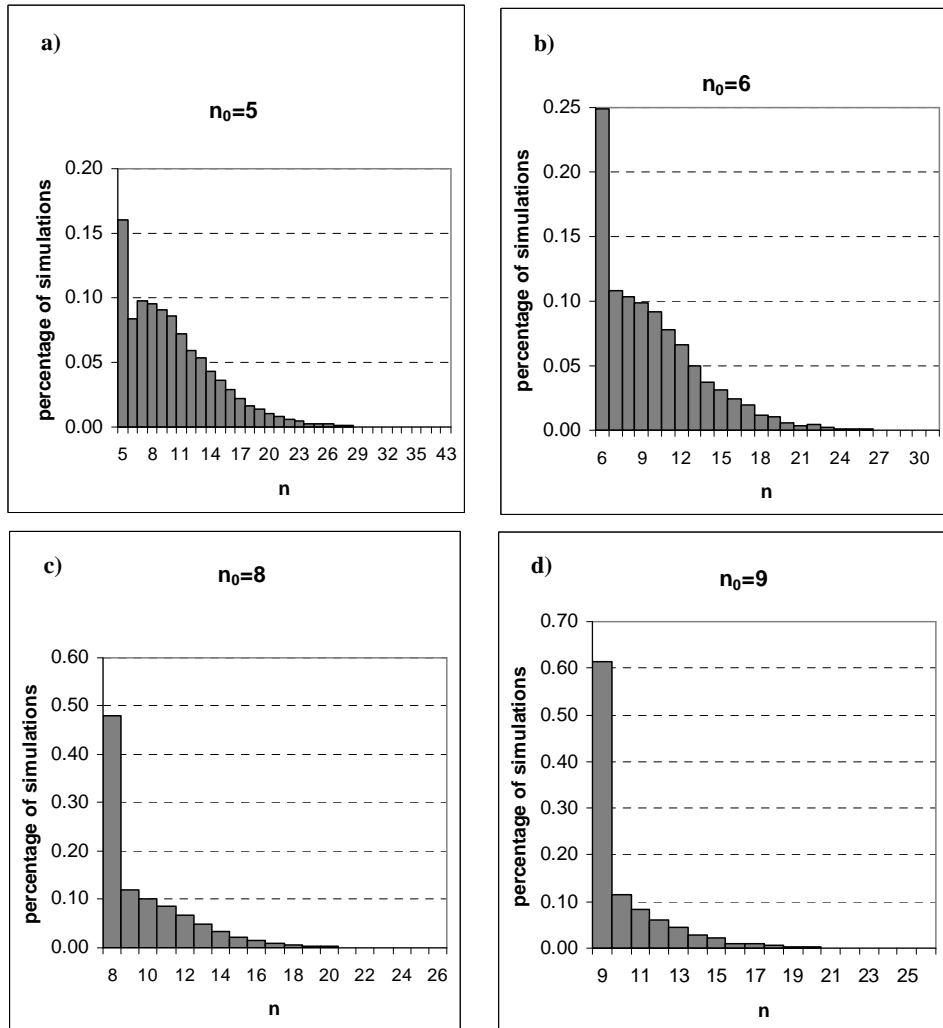 a)
n₀=5
percentage of simulations
0.20
0.15
0.10
0.05
0.00
5 8 11 14 17 20 23 26 29 32 35 43
n
b)
n₀=6
percentage of simulations
0.25
0.20
0.15
0.10
0.05
0.00
6 9 12 15 18 21 24 27 30
n
c)
n₀=8
percentage of simulations
0.60
0.50
0.40
0.30
0.20
0.10
0.00
8 10 12 14 16 18 20 22 24 26
n
d)
n₀=9
percentage of simulations
0.70
0.60
0.50
0.40
0.30
0.20
0.10
0.00
9 11 13 15 17 19 21 23 25
n